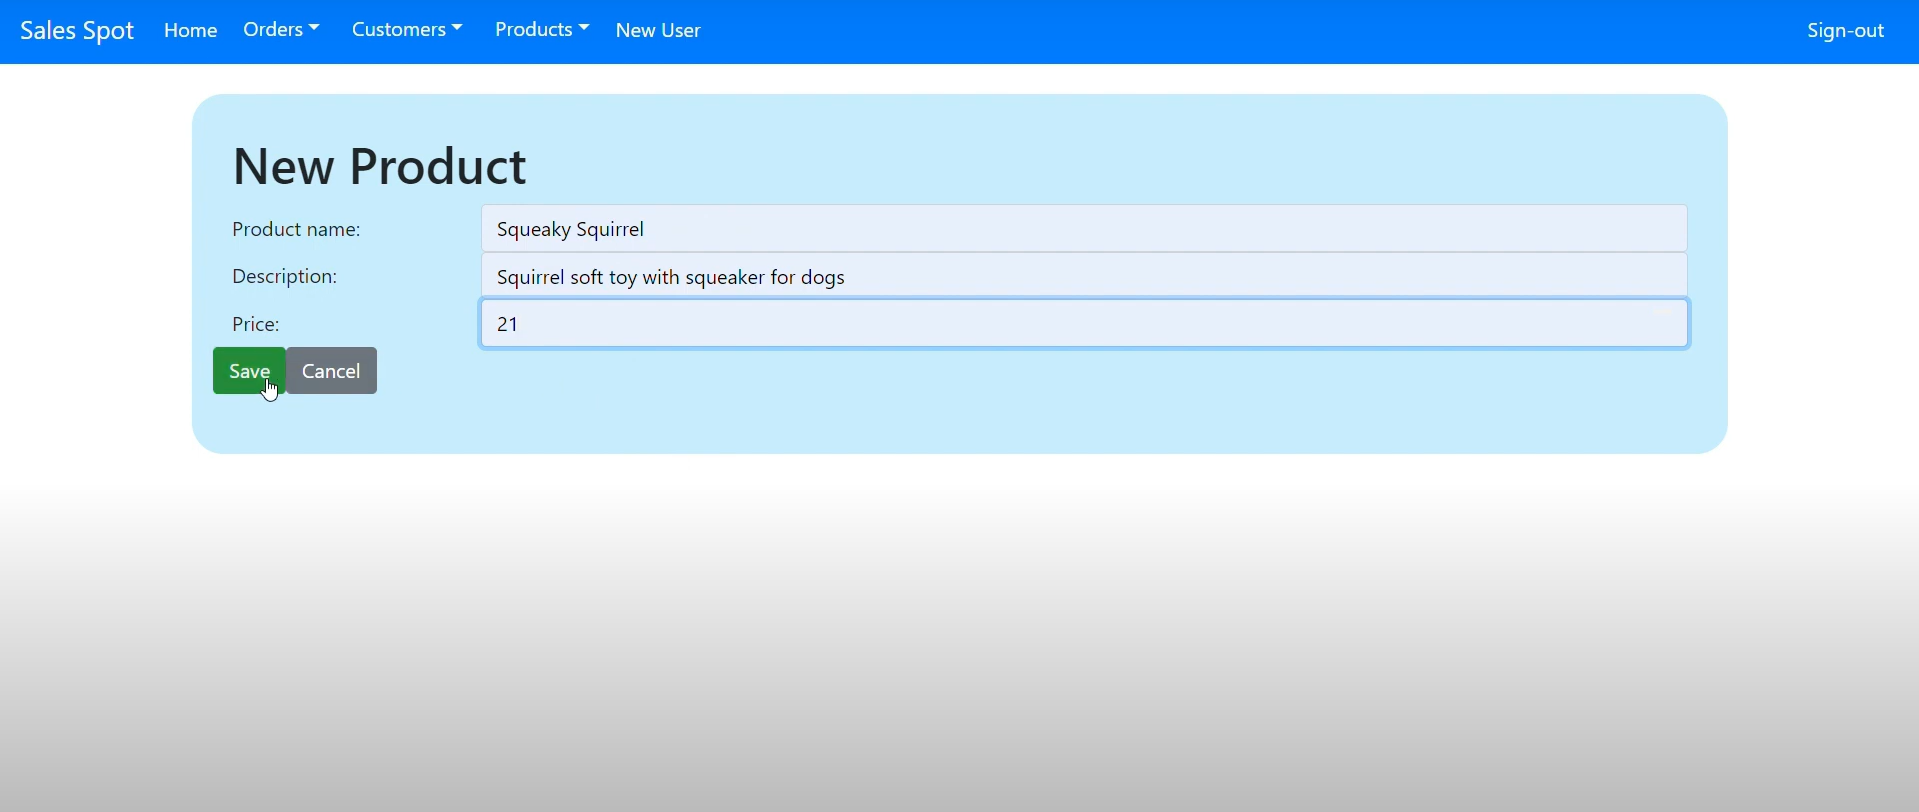 Sales Spot Home Orders Customers Products New User Sign-out
New Product
Product name: Squeaky Squirrel
Description: Squirrel soft toy with squeaker for dogs
Price: 21
Save Cancel